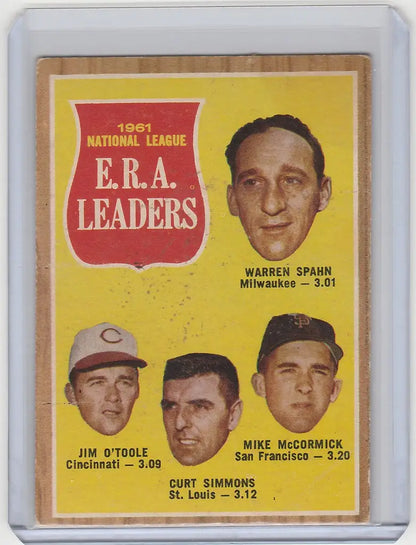 1961
NATIONAL LEAGUE
E.R.A.
LEADERS
WARREN SPAHN
Milwaukee — 3.01
C
SF
JIM O'TOOLE
Cincinnati — 3.09
MIKE McCORMICK
San Francisco — 3.20
CURT SIMMONS
St. Louis — 3.12